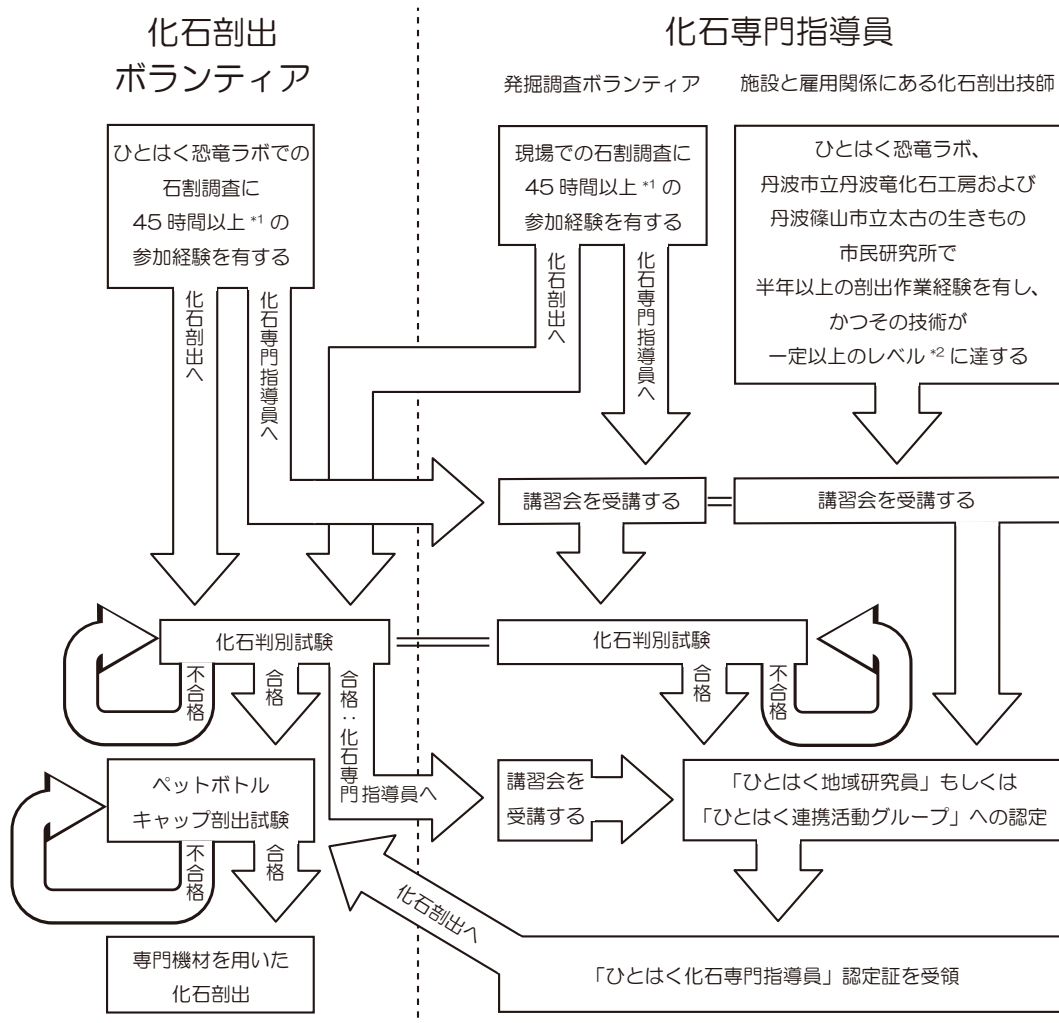 化石剖出
ボランティア
化石専門指導員
発掘調査ボランティア
施設と雇用関係にある化石剖出技師
ひとはく恐竜ラボでの
石割調査に
45時間以上 *1 の
参加経験を有する
現場での石割調査に
45時間以上 *1 の
参加経験を有する
ひとはく恐竜ラボ、
丹波市立丹波竜化石工房および
丹波篠山市立太古の生きもの
市民研究所で
半年以上の剖出作業経験を有し、
かつその技術が
一定以上のレベル *2 に達する
化石剖出へ
化石専門指導員へ
化石剖出へ
化石専門指導員へ
講習会を受講する
講習会を受講する
化石判別試験
化石判別試験
不合格
合格
合格：化石専門指導員へ
合格
不合格
ペットボトル
キャップ剖出試験
講習会を
受講する
「ひとはく地域研究員」もしくは
「ひとはく連携活動グループ」への認定
不合格
合格
化石剖出へ
専門機材を用いた
化石剖出
「ひとはく化石専門指導員」認定証を受領